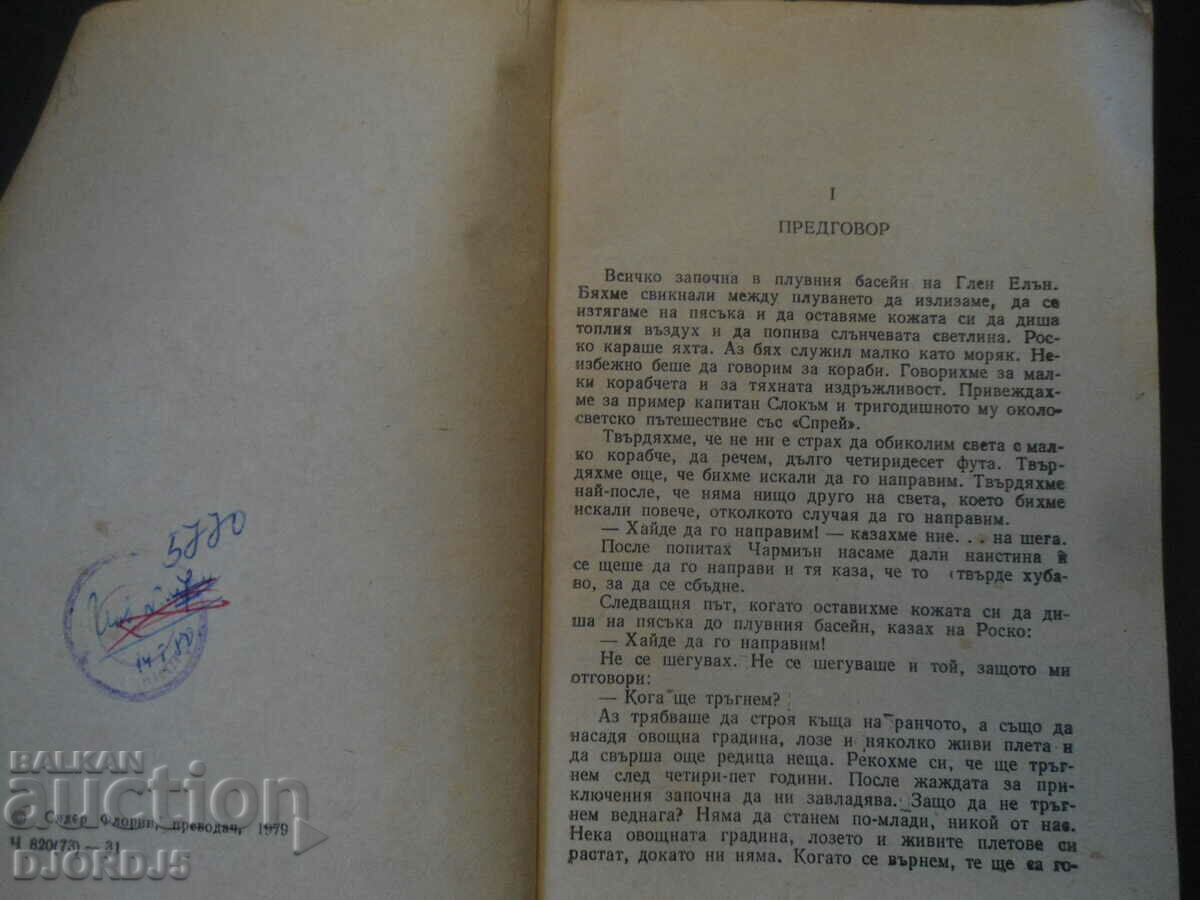 5770
14.I.80
© Сидер Флорин, преводач, 1979
Ч 820(73) — 31
BALKAN
auction
DJORDJ5
I
ПРЕДГОВОР
Всичко започна в плувния басейн на Глен Елън.
Бяхме свикнали между плуването да излизаме, да се
изтягаме на пясъка и да оставяме кожата си да диша
топлия въздух и да попива слънчевата светлина. Рос-
ко караше яхта. Аз бях служил малко като моряк. Не-
избежно беше да говорим за кораби. Говорихме за мал-
ки корабчета и за тяхната издръжливост. Привеждах-
ме за пример капитан Слокъм и тригодишното му около-
светско пътешествие със «Спрей».
Твърдяхме, че не ни е страх да обиколим света с мал-
ко корабче, да речем, дълго четиридесет фута. Твър-
дяхме още, че бихме искали да го направим. Твърдяхме
най-после, че няма нищо друго на света, което бихме
искали повече, отколкото случая да го направим.
— Хайде да го направим! — казахме ние. . . на шега.
После попитах Чармиън насаме дали наистина ѝ
се щеше да го направи и тя каза, че то твърде хуба-
во, за да се сбъдне.
Следващия път, когато оставихме кожата си да ди-
ша на пясъка до плувния басейн, казах на Роско:
— Хайде да го направим!
Не се шегувах. Не се шегуваше и той, защото ми
отговори:
— Кога ще тръгнем?
Аз трябваше да строя къща на ранчото, а също да
насадя овощна градина, лозе и няколко живи плета и
да свърша още редица неща. Рекохме си, че ще тръг-
нем след четири-пет години. После жаждата за при-
ключения започна да ни завладява. Защо да не тръг-
нем веднага? Няма да станем по-млади, никой от нас.
Нека овощната градина, лозето и живите плетове си
растат, докато ни няма. Когато се върнем, те ще са го-